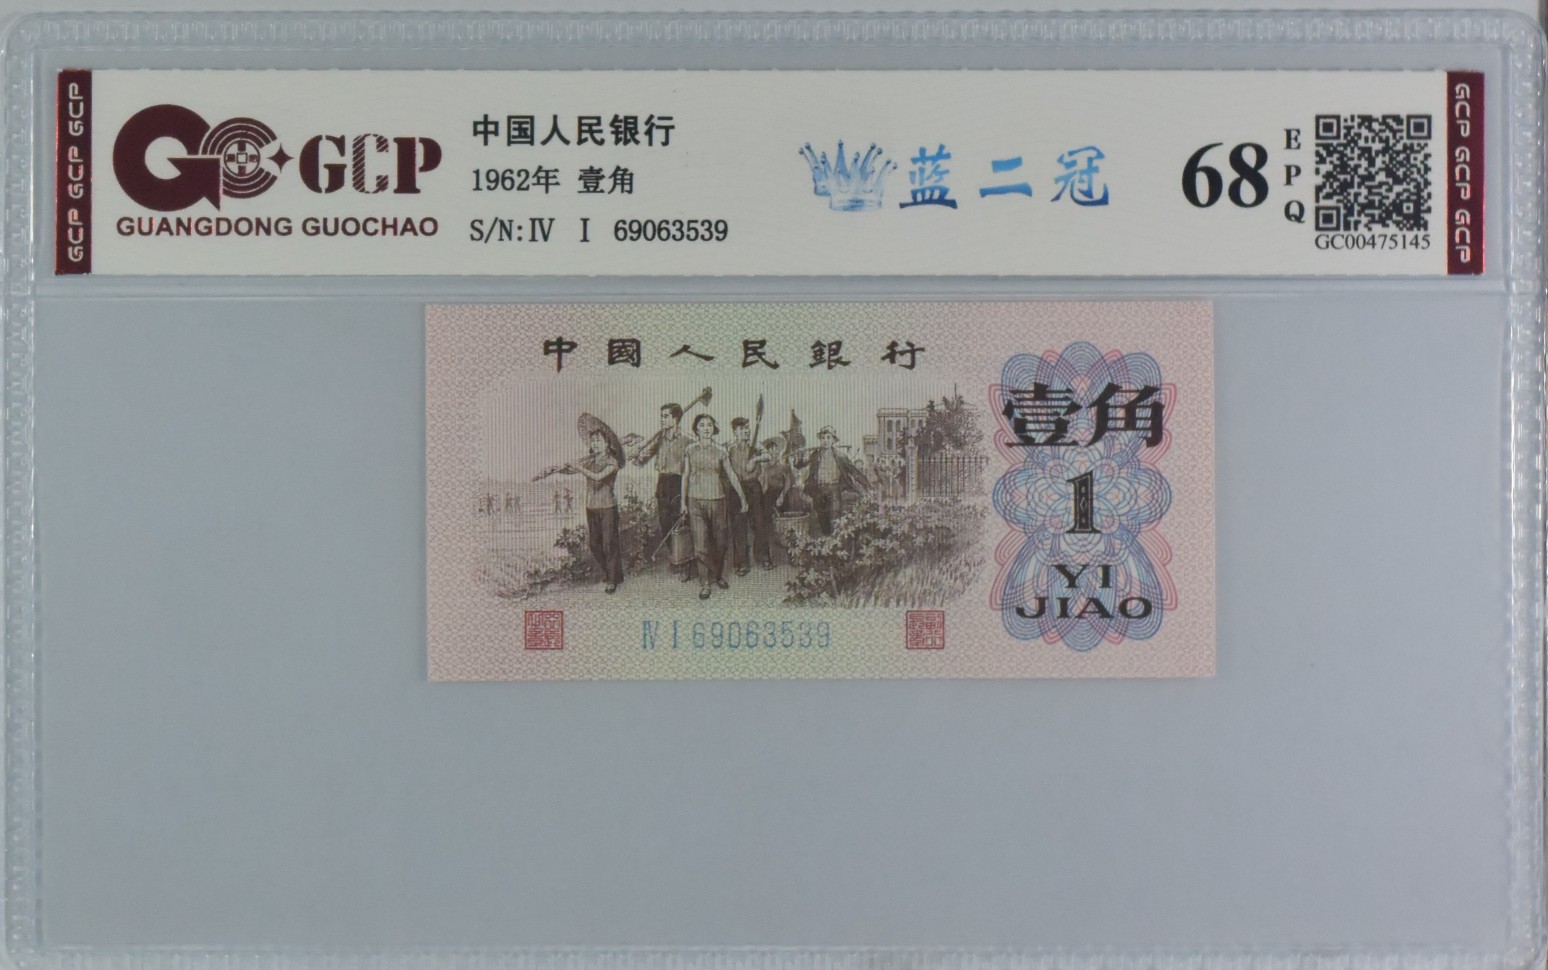 GCP GCP GCP
GCP
GUANGDONG GUOCHAO
中国人民银行
1962年 壹角
S/N:Ⅳ Ⅰ 69063539
蓝二冠
68
EPQ
GC00475145
GCP GCP GCP
中國人民銀行
壹角
1
YI
JIAO
Ⅳ Ⅰ 69063539